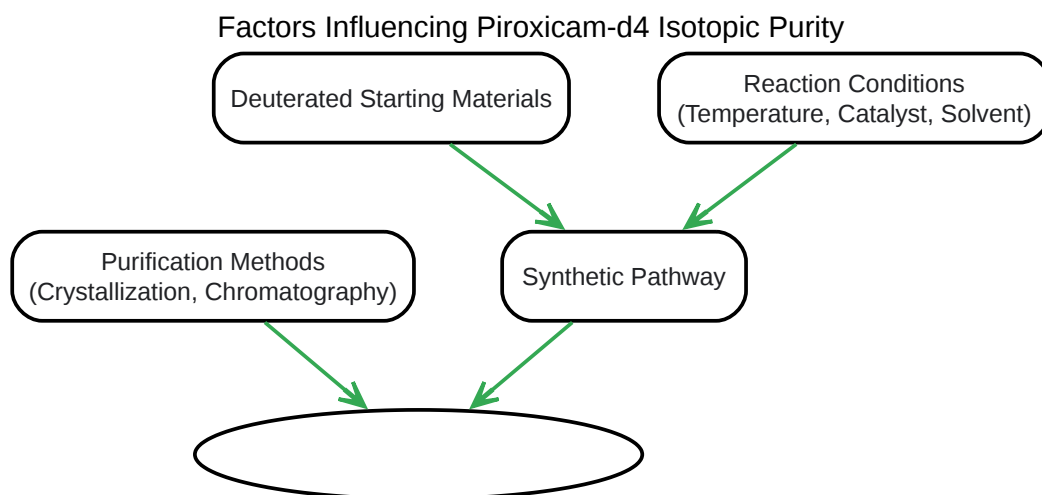 Factors Influencing Piroxicam-d4 Isotopic Purity
Deuterated Starting Materials
Reaction Conditions
(Temperature, Catalyst, Solvent)
Purification Methods
(Crystallization, Chromatography)
Synthetic Pathway